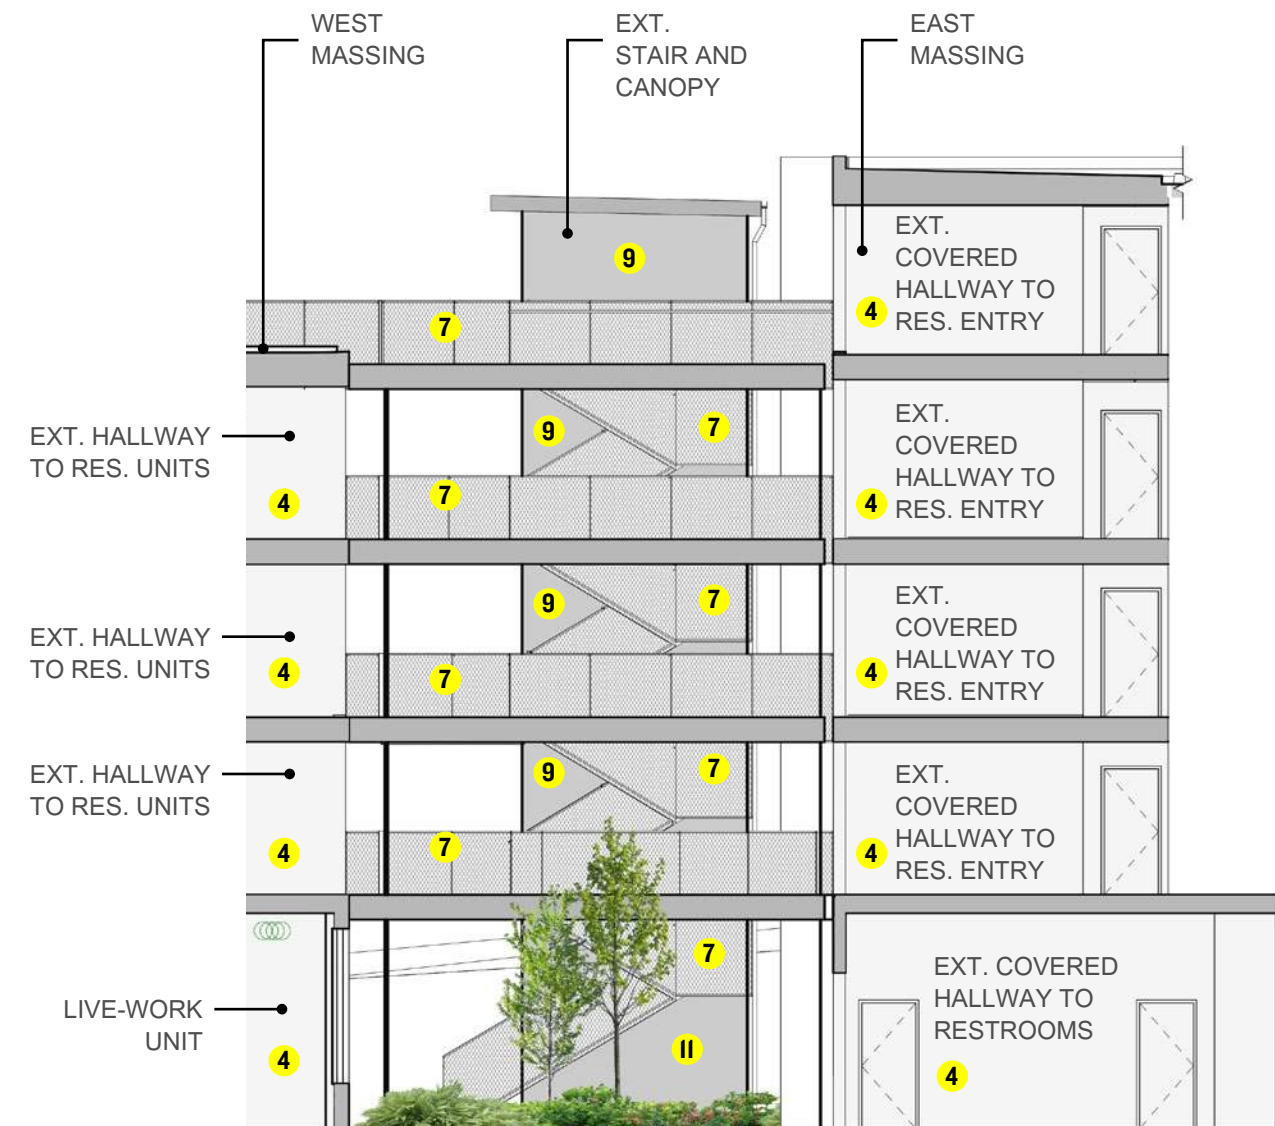 WEST
MASSING
EXT.
STAIR AND
CANOPY
EAST
MASSING
9
EXT.
COVERED
HALLWAY TO
RES. ENTRY
4
7
EXT. HALLWAY
TO RES. UNITS
4
9
7
7
EXT.
COVERED
HALLWAY TO
RES. ENTRY
4
EXT. HALLWAY
TO RES. UNITS
4
9
7
7
EXT.
COVERED
HALLWAY TO
RES. ENTRY
4
EXT. HALLWAY
TO RES. UNITS
4
9
7
7
EXT.
COVERED
HALLWAY TO
RES. ENTRY
4
LIVE-WORK
UNIT
4
7
11
EXT. COVERED
HALLWAY TO
RESTROOMS
4